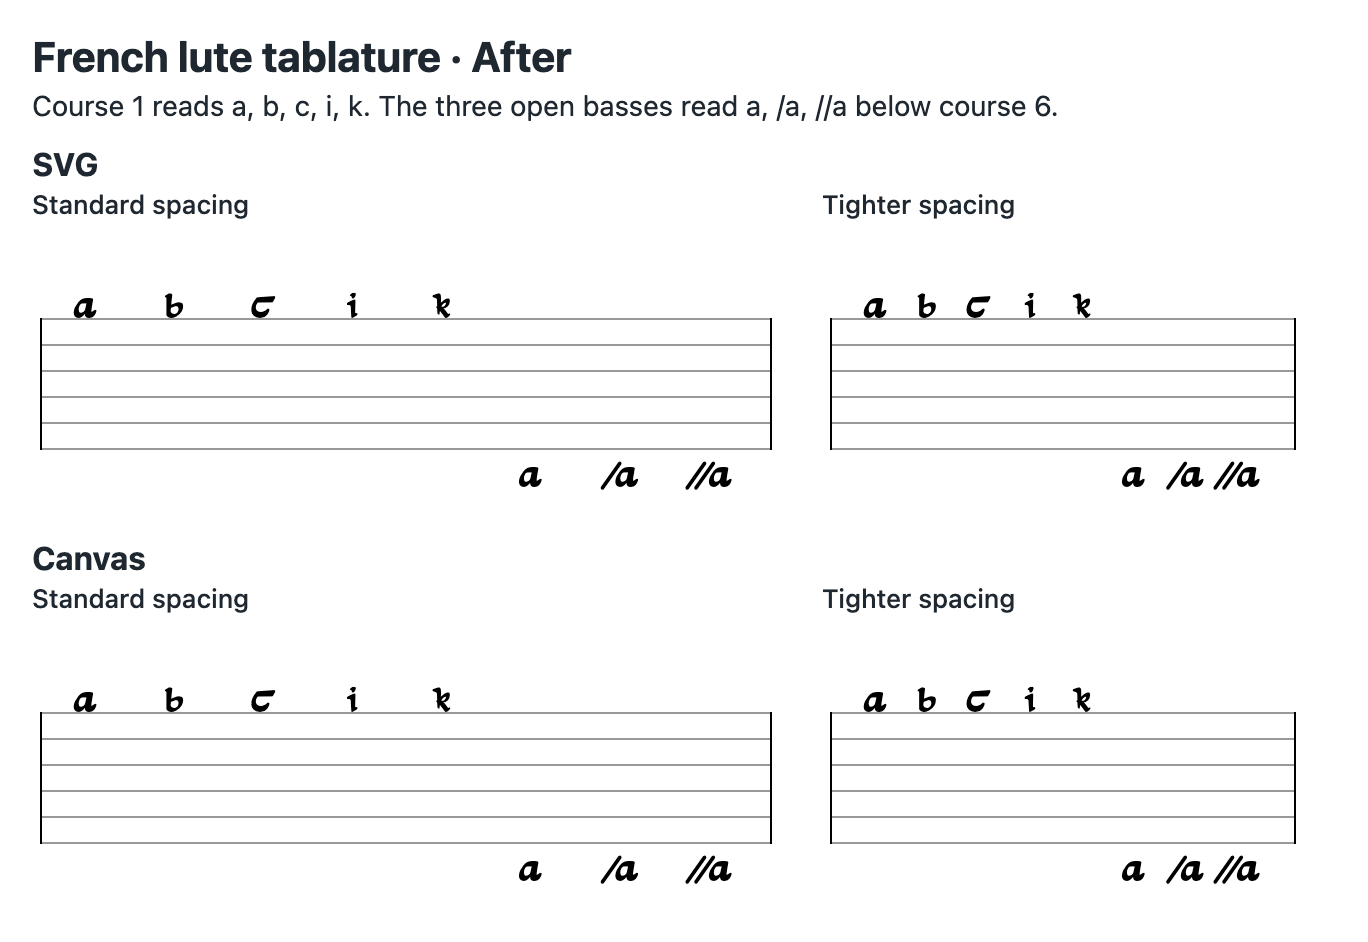 French lute tablature · After
Course 1 reads a, b, c, i, k. The three open basses read a, /a, //a below course 6.
SVG
Standard spacing
Tighter spacing
a b c i k
a b c i k
a /a //a
a /a //a
Canvas
Standard spacing
Tighter spacing
a b c i k
a b c i k
a /a //a
a /a //a